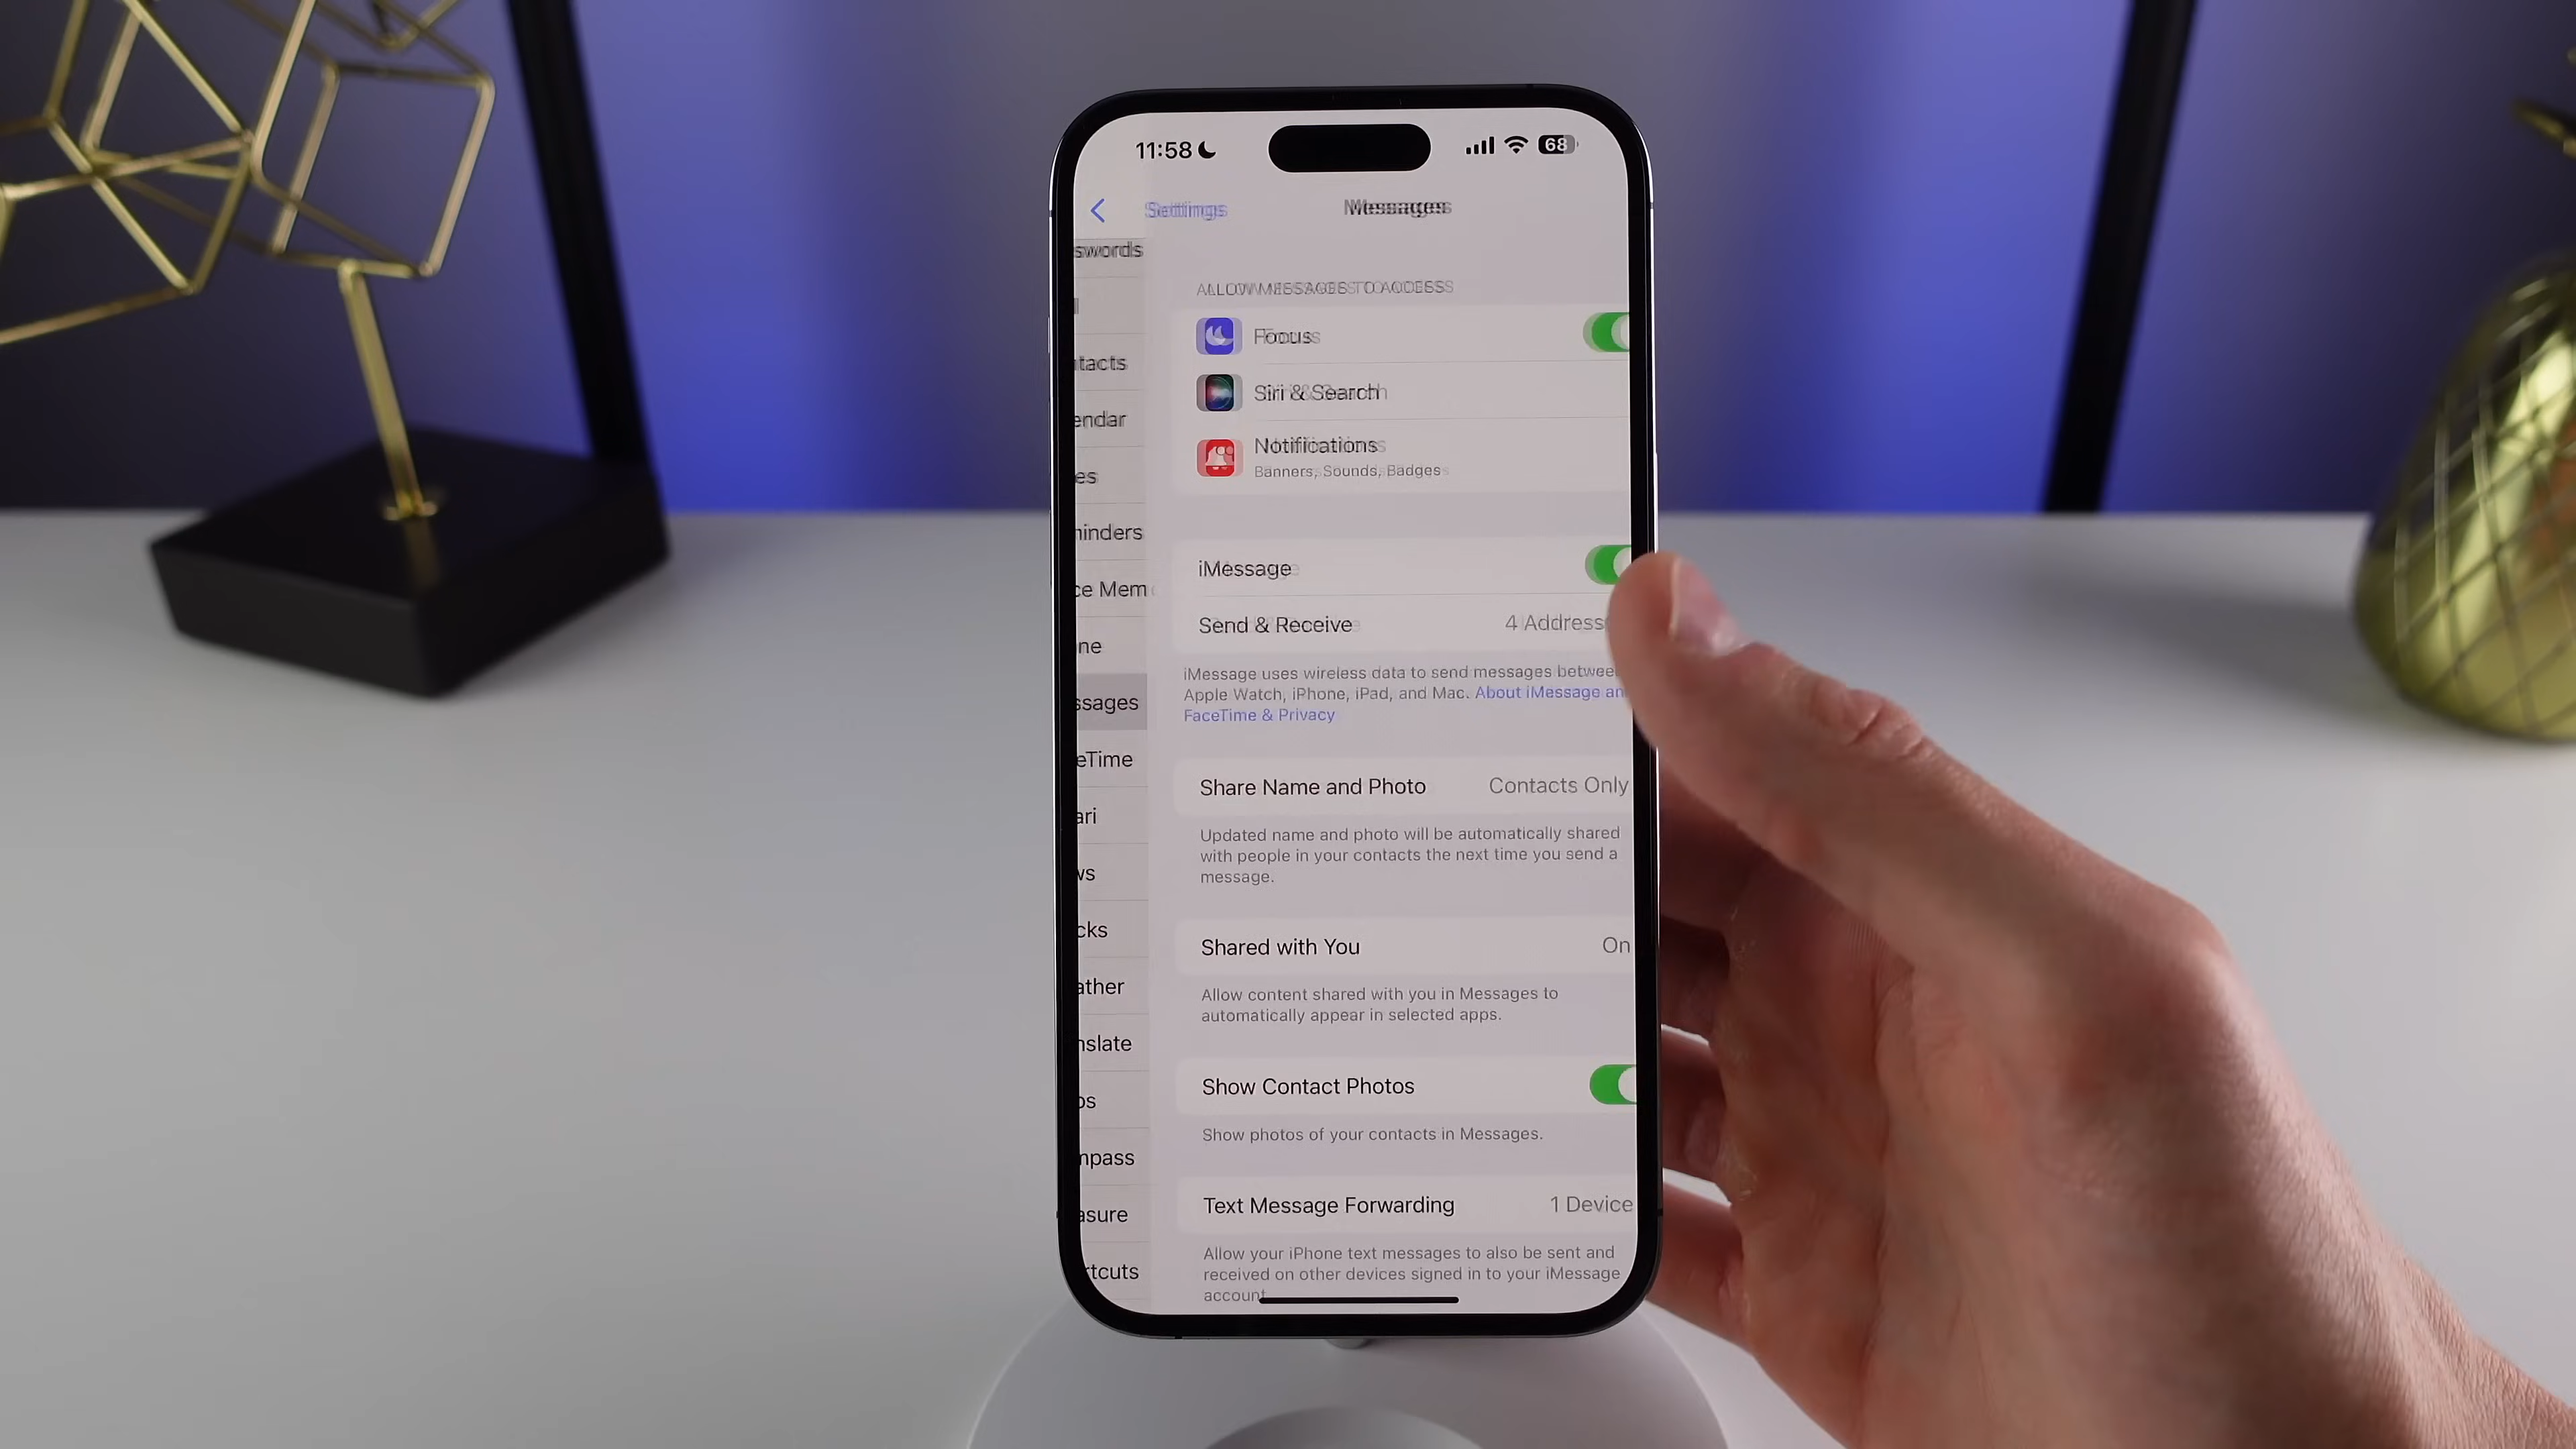 11:58
68
Settings
Messages
swords
tacts
endar
es
ninders
ce Mem
ne
ssages
eTime
ari
ws
cks
ather
nslate
os
mpass
asure
rtcuts
ALLOW MESSAGES TO ACCESS
Focus
Siri & Search
Notifications
Banners, Sounds, Badges
iMessage
Send & Receive 4 Address
iMessage uses wireless data to send messages betwee
Apple Watch, iPhone, iPad, and Mac. About iMessage an
FaceTime & Privacy
Share Name and Photo Contacts Only
Updated name and photo will be automatically shared
with people in your contacts the next time you send a
message.
Shared with You On
Allow content shared with you in Messages to
automatically appear in selected apps.
Show Contact Photos
Show photos of your contacts in Messages.
Text Message Forwarding 1 Device
Allow your iPhone text messages to also be sent and
received on other devices signed in to your iMessage
account